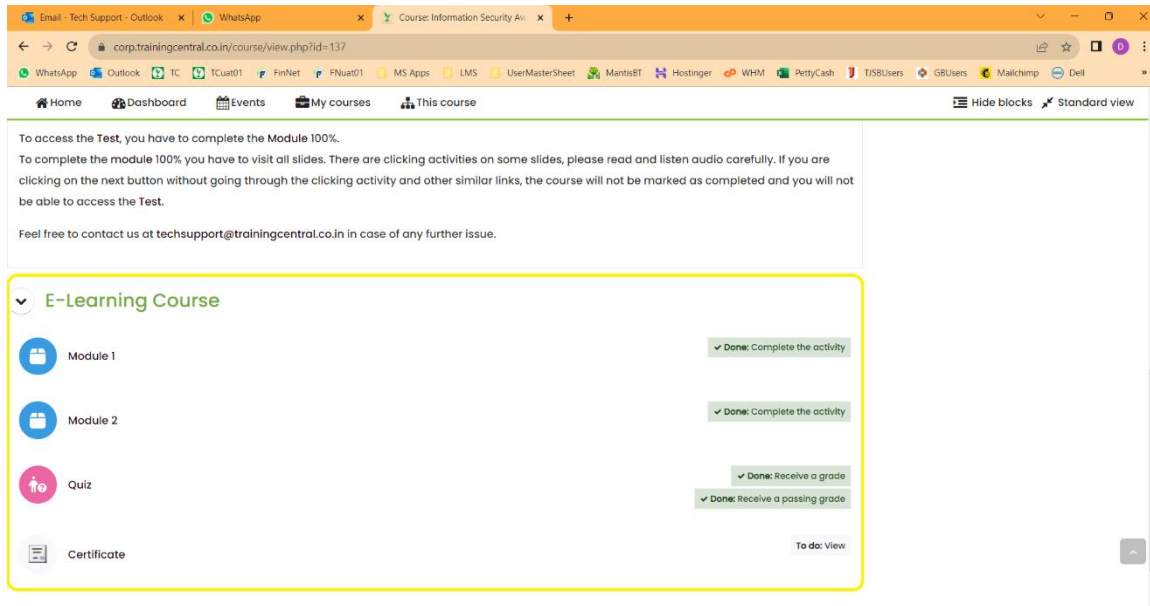 Email - Tech Support - Outlook
WhatsApp
Course: Information Security Aw
corp.trainingcentral.co.in/course/view.php?id=137
WhatsApp Outlook TC TCuat01 FinNet FNuat01 MS Apps LMS UserMasterSheet MantisBT Hostinger WHM PettyCash TJSBUsers GBUsers Mailchimp Dell
Home Dashboard Events My courses This course Hide blocks Standard view
To access the Test, you have to complete the Module 100%.
To complete the module 100% you have to visit all slides. There are clicking activities on some slides, please read and listen audio carefully. If you are
clicking on the next button without going through the clicking activity and other similar links, the course will not be marked as completed and you will not
be able to access the Test.
Feel free to contact us at techsupport@trainingcentral.co.in in case of any further issue.
E-Learning Course
Module 1
Done: Complete the activity
Module 2
Done: Complete the activity
Quiz
Done: Receive a grade
Done: Receive a passing grade
Certificate
To do: View